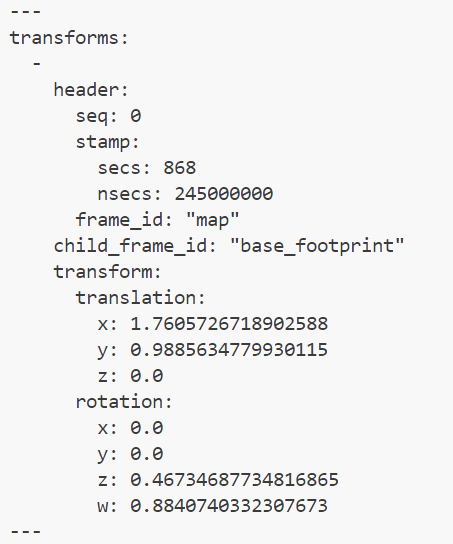 ---
transforms:
  -
    header:
      seq: 0
      stamp:
        secs: 868
        nsecs: 245000000
      frame_id: "map"
    child_frame_id: "base_footprint"
    transform:
      translation:
        x: 1.7605726718902588
        y: 0.9885634779930115
        z: 0.0
      rotation:
        x: 0.0
        y: 0.0
        z: 0.46734687734816865
        w: 0.8840740332307673
---